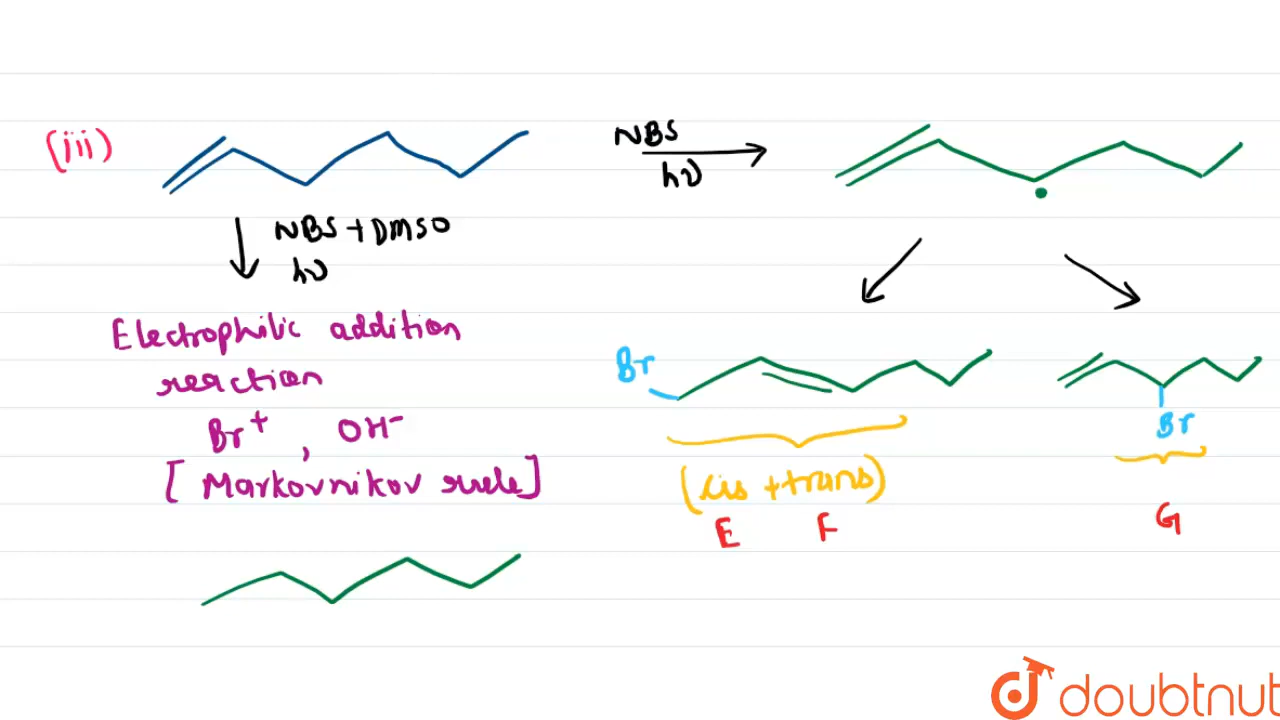 (iii)
NBS
hν
NBS + DMSO
hν
Electrophilic addition
reaction
Br+ , OH-
[ Markovnikov rule ]
Br
Br
(cis + trans)
E F
G
doubtnut